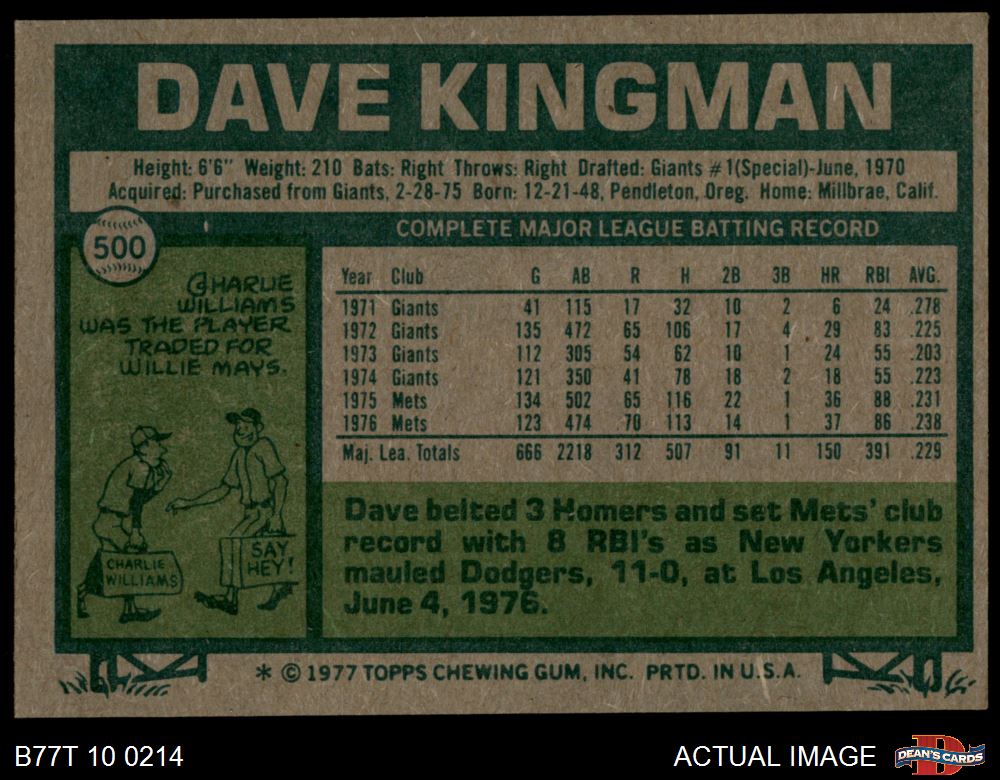 DAVE KINGMAN
Height: 6'6" Weight: 210 Bats: Right Throws: Right Drafted: Giants #1(Special)-June, 1970
Acquired: Purchased from Giants, 2-28-75 Born: 12-21-48, Pendleton, Oreg. Home: Millbrae, Calif.
500
CHARLIE
WILLIAMS
WAS THE PLAYER
TRADED FOR
WILLIE MAYS.
CHARLIE
WILLIAMS
SAY
HEY!
COMPLETE MAJOR LEAGUE BATTING RECORD
Year Club G AB R H 2B 3B HR RBI AVG.
1971 Giants 41 115 17 32 10 2 6 24 .278
1972 Giants 135 472 65 106 17 4 29 83 .225
1973 Giants 112 305 54 62 10 1 24 55 .203
1974 Giants 121 350 41 78 18 2 18 55 .223
1975 Mets 134 502 65 116 22 1 36 88 .231
1976 Mets 123 474 70 113 14 1 37 86 .238
Maj. Lea. Totals 666 2218 312 507 91 11 150 391 .229
Dave belted 3 Homers and set Mets' club
record with 8 RBI's as New Yorkers
mauled Dodgers, 11-0, at Los Angeles,
June 4, 1976.
* © 1977 TOPPS CHEWING GUM, INC. PRTD. IN U.S.A.
B77T 10 0214
ACTUAL IMAGE
DEAN'S CARDS